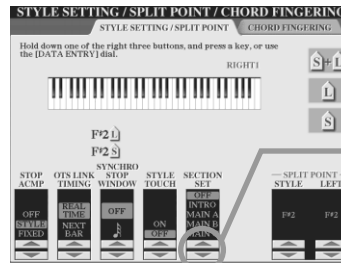 STYLE SETTING / SPLIT POINT / CHORD FINGERING
STYLE SETTING / SPLIT POINT
CHORD FINGERING
Hold down one of the right three buttons, and press a key, or use
the [DATA ENTRY] dial.
RIGHT1
S + L
L
S
F#2 L
F#2 S
STOP ACMP
OTS LINK TIMING
SYNCHRO STOP WINDOW
STYLE TOUCH
SECTION SET
SPLIT POINT
STYLE
LEFT
OFF
STYLE
FIXED
REAL TIME
NEXT BAR
OFF
ON
OFF
OFF
INTRO
MAIN A
MAIN B
MAIN
F#2
F#2